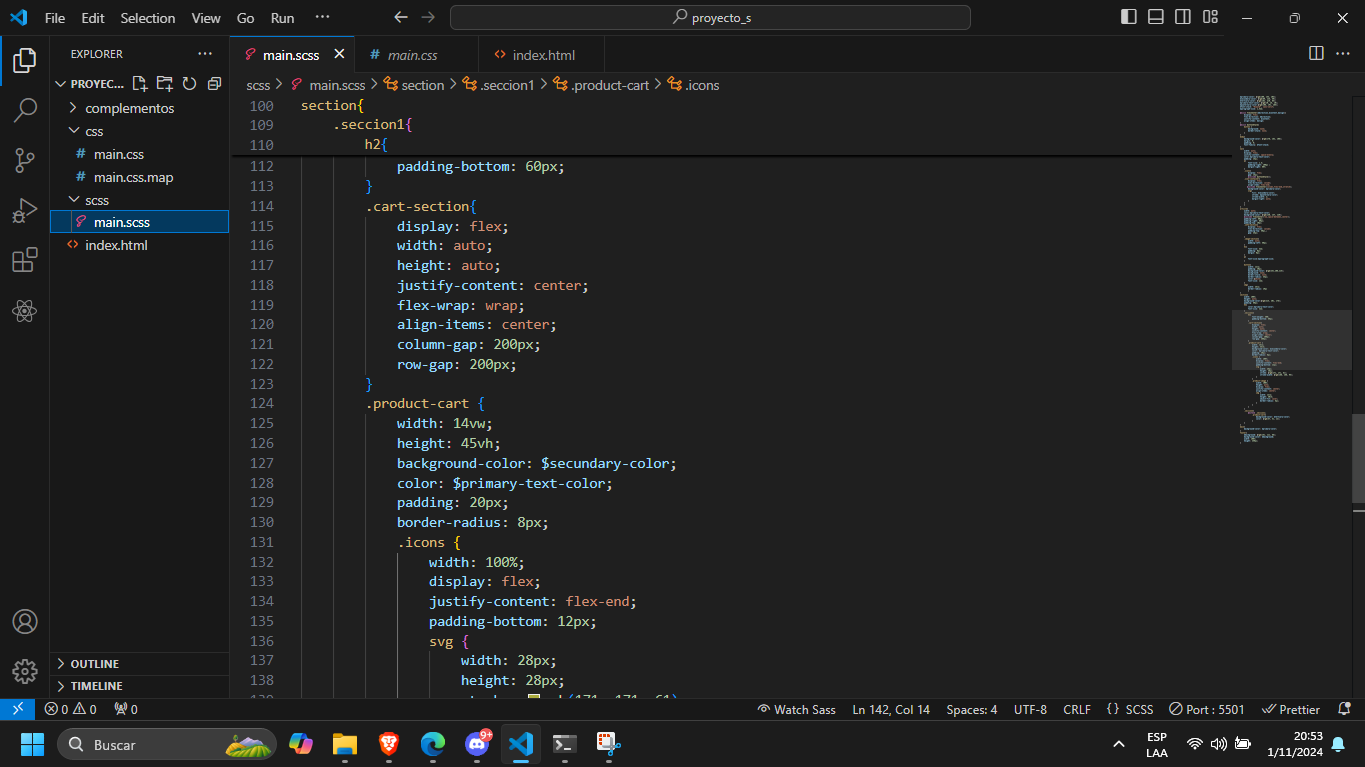 File Edit Selection View Go Run ··· proyecto_s
EXPLORER ··· main.scss main.css index.html ···
PROYEC... scss > main.scss > section > .seccion1 > .product-cart > .icons
complementos
css
main.css
main.css.map
scss
main.scss
index.html
OUTLINE
TIMELINE
100 section{
109 .seccion1{
110 h2{
112 padding-bottom: 60px;
113 }
114 .cart-section{
115 display: flex;
116 width: auto;
117 height: auto;
118 justify-content: center;
119 flex-wrap: wrap;
120 align-items: center;
121 column-gap: 200px;
122 row-gap: 200px;
123 }
124 .product-cart {
125 width: 14vw;
126 height: 45vh;
127 background-color: $secundary-color;
128 color: $primary-text-color;
129 padding: 20px;
130 border-radius: 8px;
131 .icons {
132 width: 100%;
133 display: flex;
134 justify-content: flex-end;
135 padding-bottom: 12px;
136 svg {
137 width: 28px;
138 height: 28px;
0 0 0 Watch Sass Ln 142, Col 14 Spaces: 4 UTF-8 CRLF {} SCSS Port : 5501 Prettier
Buscar 9+ ESP LAA 20:53 1/11/2024